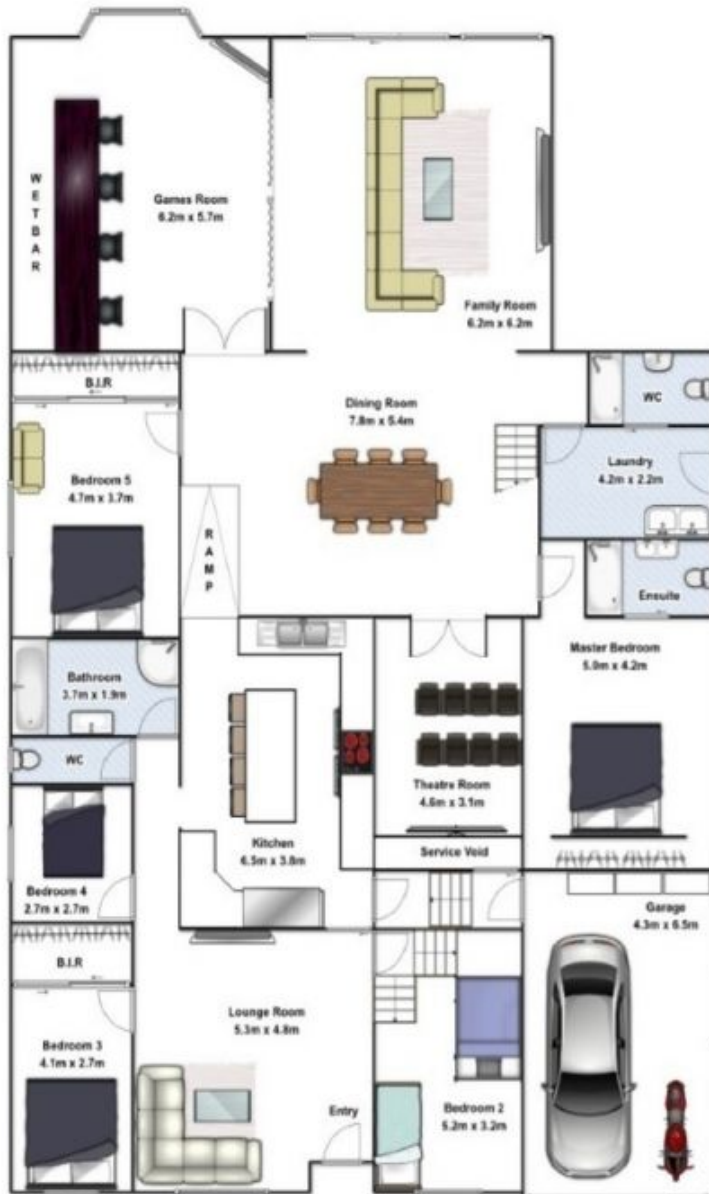 WETBAR
Games Room
6.2m x 5.7m
Family Room
6.2m x 6.2m
B.I.R
Dining Room
7.8m x 5.4m
WC
Bedroom 5
4.7m x 3.7m
Laundry
4.2m x 2.2m
RAMP
Ensuite
Bathroom
3.7m x 1.9m
Master Bedroom
5.0m x 4.2m
WC
Theatre Room
4.6m x 3.1m
Kitchen
6.5m x 3.8m
Service Void
Bedroom 4
2.7m x 2.7m
Garage
4.3m x 6.5m
B.I.R
Lounge Room
5.3m x 4.8m
Bedroom 3
4.1m x 2.7m
Entry
Bedroom 2
5.2m x 3.2m